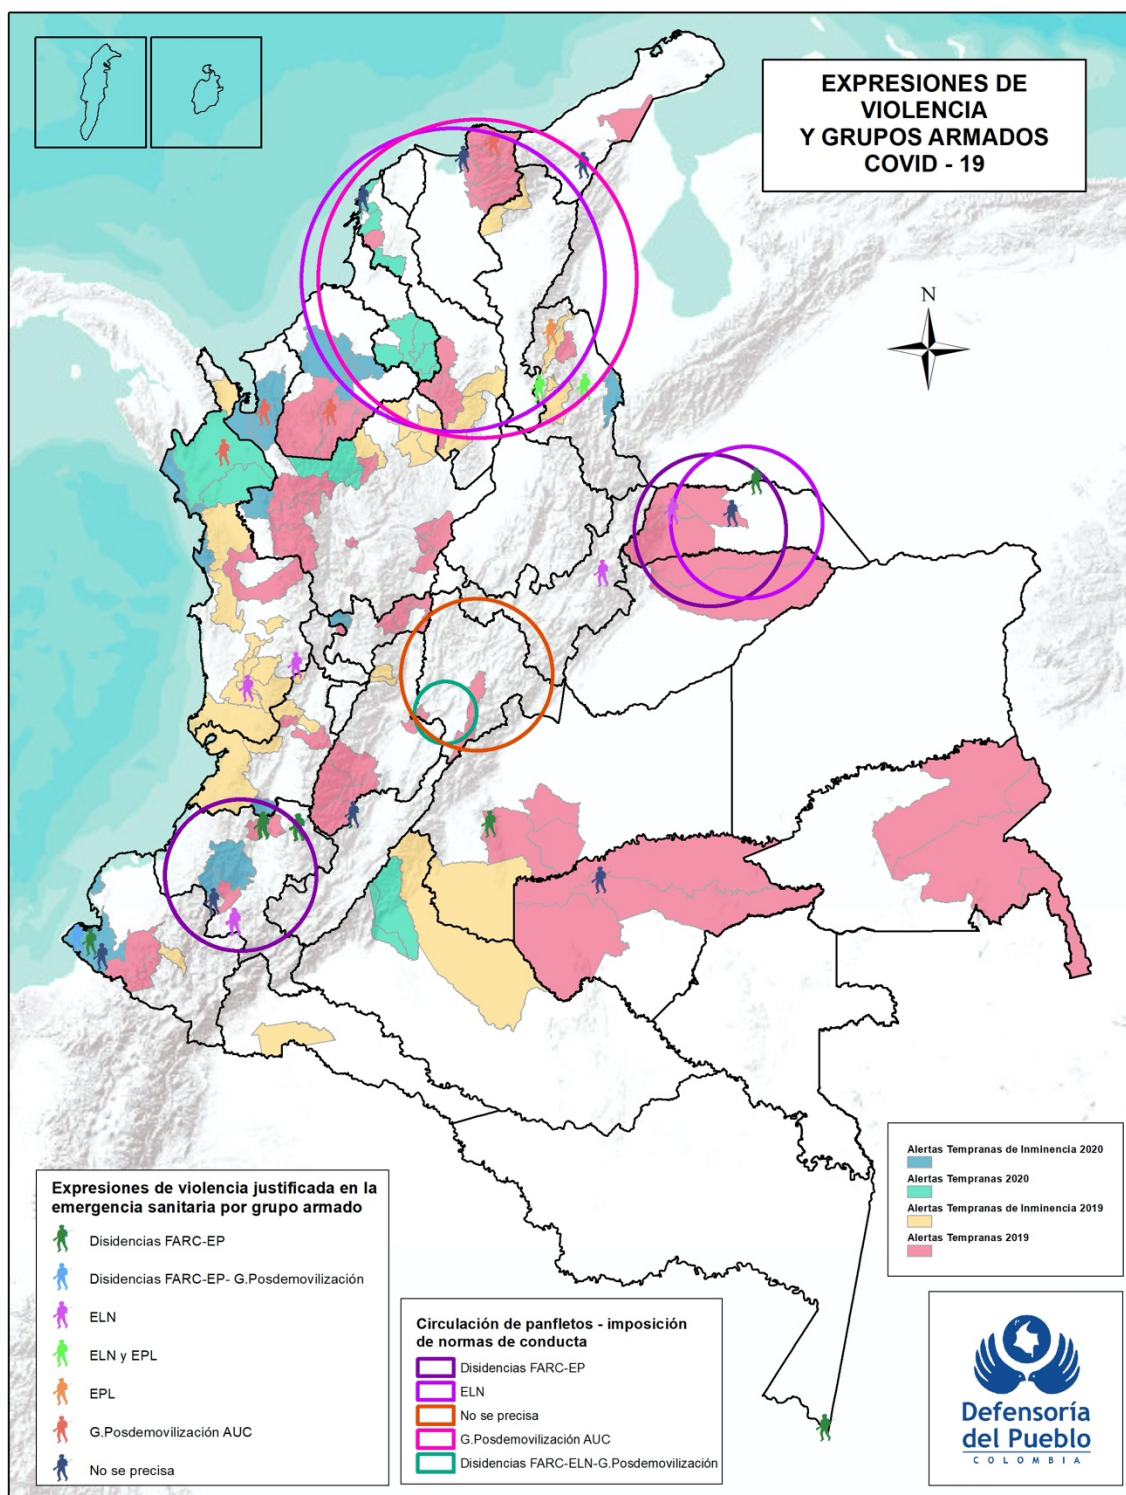 EXPRESIONES DE
VIOLENCIA
Y GRUPOS ARMADOS
COVID - 19
N
Alertas Tempranas de Inminencia 2020
Alertas Tempranas 2020
Alertas Tempranas de Inminencia 2019
Alertas Tempranas 2019
Expresiones de violencia justificada en la
emergencia sanitaria por grupo armado
Disidencias FARC-EP
Disidencias FARC-EP- G.Posdemovilización
ELN
ELN y EPL
EPL
G.Posdemovilización AUC
No se precisa
Circulación de panfletos - imposición
de normas de conducta
Disidencias FARC-EP
ELN
No se precisa
G.Posdemovilización AUC
Disidencias FARC-ELN-G.Posdemovilización
Defensoría
del Pueblo
COLOMBIA